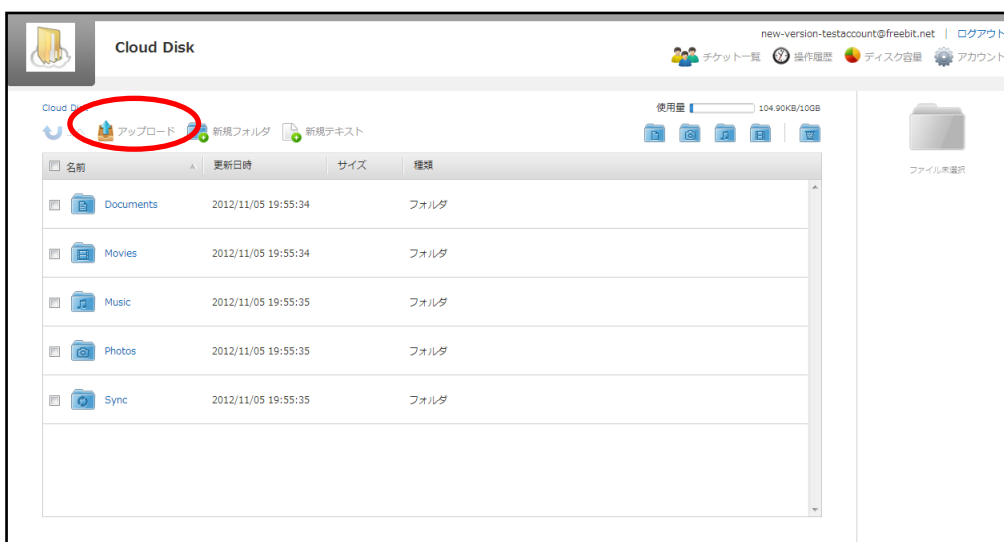 new-version-testaccount@freebit.net | ログアウト
Cloud Disk
チケット一覧 操作履歴 ディスク容量 アカウント
Cloud Disk
使用量 104.90KB/10GB
アップロード 新規フォルダ 新規テキスト
名前 更新日時 サイズ 種類
ファイル未選択
Documents 2012/11/05 19:55:34 フォルダ
Movies 2012/11/05 19:55:34 フォルダ
Music 2012/11/05 19:55:35 フォルダ
Photos 2012/11/05 19:55:35 フォルダ
Sync 2012/11/05 19:55:35 フォルダ